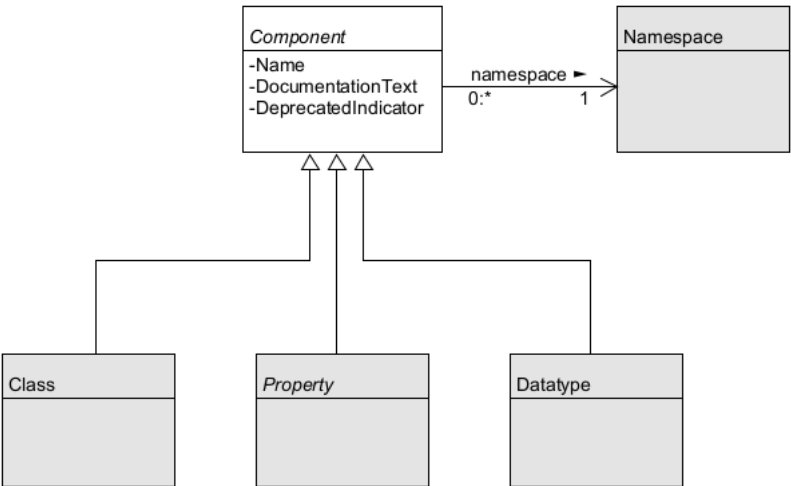 Component
-Name
-DocumentationText
-DeprecatedIndicator
namespace ►
0:*
1
Namespace
Class
Property
Datatype